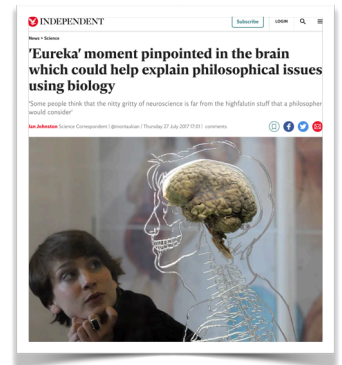 INDEPENDENT
Subscribe LOGIN
News > Science
'Eureka' moment pinpointed in the brain
which could help explain philosophical issues
using biology
'Some people think that the nitty gritty of neuroscience is far from the highfalutin stuff that a philosopher
would consider'
Ian Johnston Science Correspondent | @montaukian | Thursday 27 July 2017 17:01 | comments